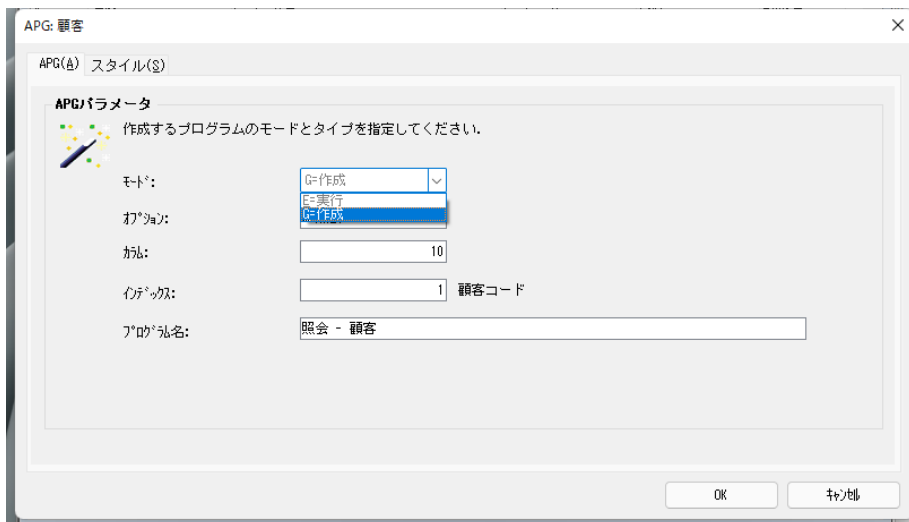 APG: 顧客
APG(A) スタイル(S)
APGパラメータ
作成するプログラムのモードとタイプを指定してください.
ﾓｰﾄﾞ: G=作成
E=実行
G=作成
ｵﾌﾟｼｮﾝ:
ｶﾗﾑ: 10
ｲﾝﾃﾞｯｸｽ: 1 顧客コード
ﾌﾟﾛｸﾞﾗﾑ名: 照会 - 顧客
OK ｷｬﾝｾﾙ